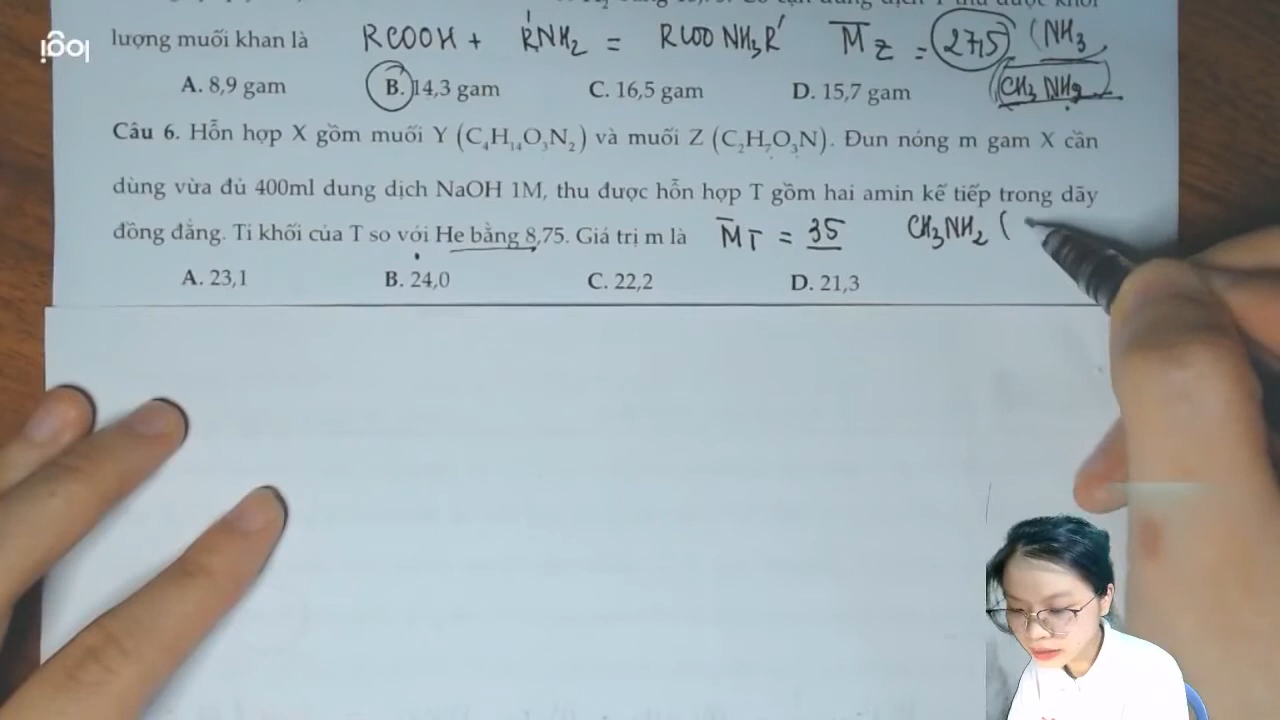 lượng muối khan là RCOOH + R'NH₂ = RCOONH₃R' M̅z = 27,5 (NH₃
CH₃NH₂
A. 8,9 gam B. 14,3 gam C. 16,5 gam D. 15,7 gam
Câu 6. Hỗn hợp X gồm muối Y (C₄H₁₄O₃N₂) và muối Z (C₂H₇O₃N). Đun nóng m gam X cần
dùng vừa đủ 400ml dung dịch NaOH 1M, thu được hỗn hợp T gồm hai amin kế tiếp trong dãy
đồng đẳng. Tỉ khối của T so với He bằng 8,75. Giá trị m là M̅T = 35 CH₃NH₂ (
A. 23,1 B. 24,0 C. 22,2 D. 21,3
logi